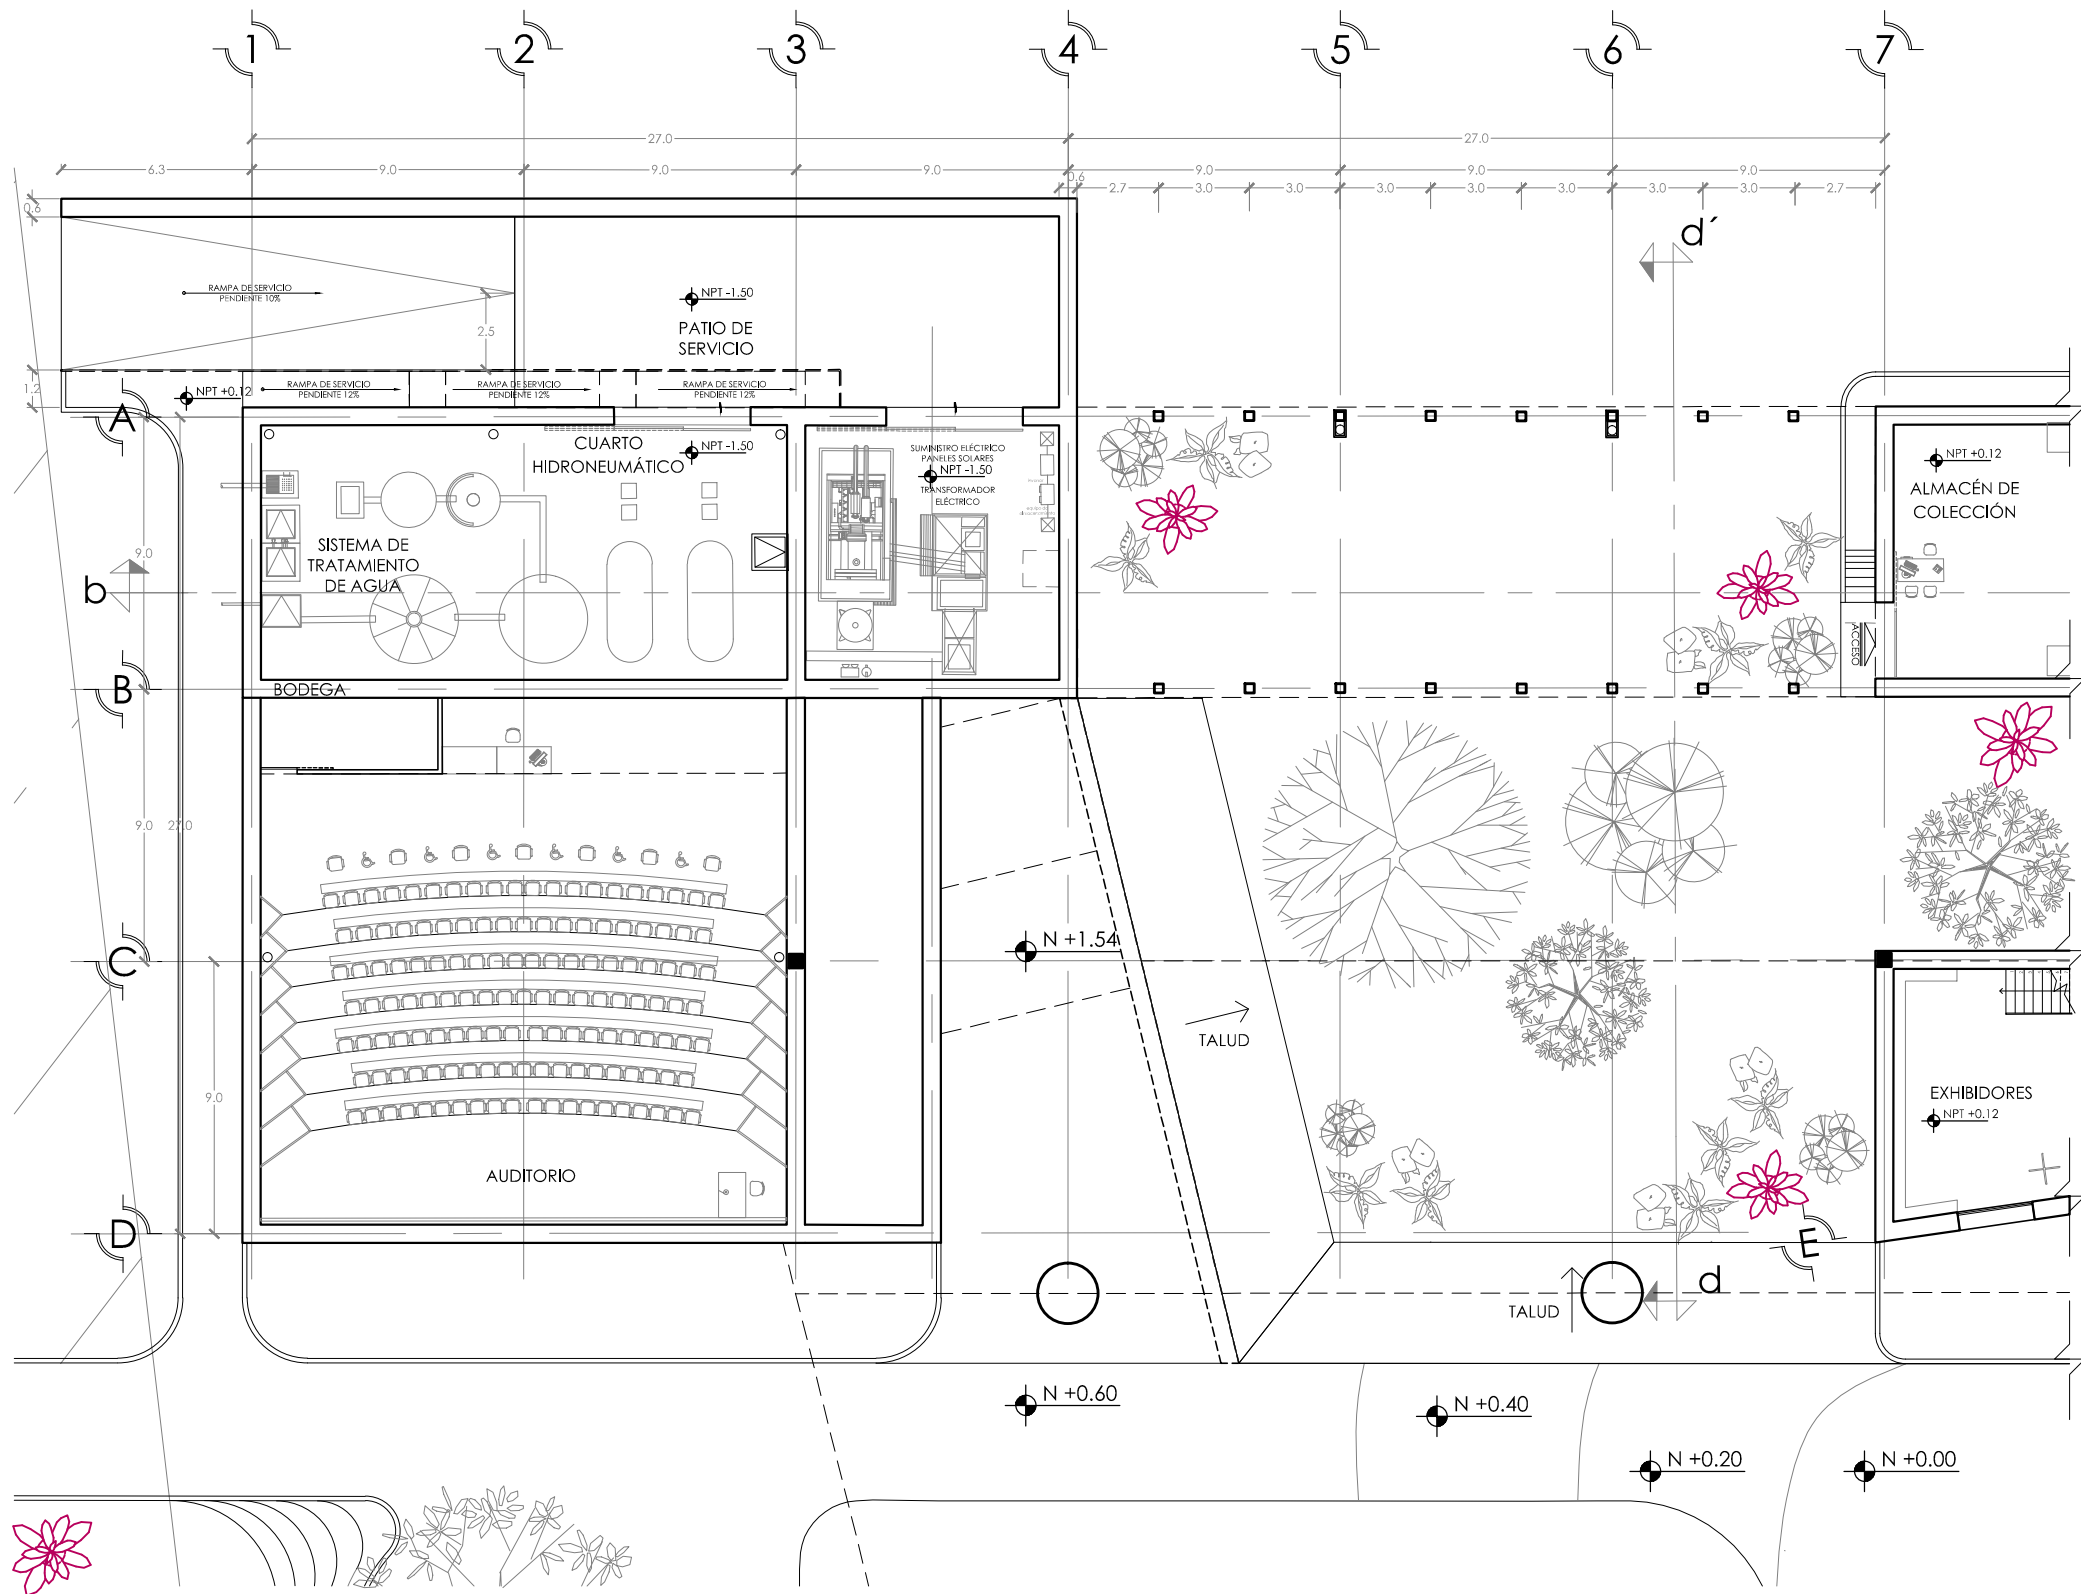 1 2 3 4 5 6 7
27.0 27.0
6.3 9.0 9.0 9.0 9.0 9.0 9.0
0.6 2.7 3.0 3.0 3.0 3.0 3.0 3.0 3.0 2.7
0.6
d´
RAMPA DE SERVICIO
PENDIENTE 10%
NPT -1.50
PATIO DE
SERVICIO
2.5
1.2
NPT +0.12
RAMPA DE SERVICIO
PENDIENTE 12%
RAMPA DE SERVICIO
PENDIENTE 12%
RAMPA DE SERVICIO
PENDIENTE 12%
A
CUARTO
HIDRONEUMÁTICO
NPT -1.50
SUMINISTRO ELÉCTRICO
PANELES SOLARES
NPT -1.50
TRANSFORMADOR
ELÉCTRICO
NPT +0.12
ALMACÉN DE
COLECCIÓN
SISTEMA DE
TRATAMIENTO
DE AGUA
9.0
b
ACCESO
B
BODEGA
9.0 27.0
C
N +1.54
TALUD
9.0
EXHIBIDORES
NPT +0.12
AUDITORIO
D
E
d
TALUD
N +0.60
N +0.40
N +0.20
N +0.00